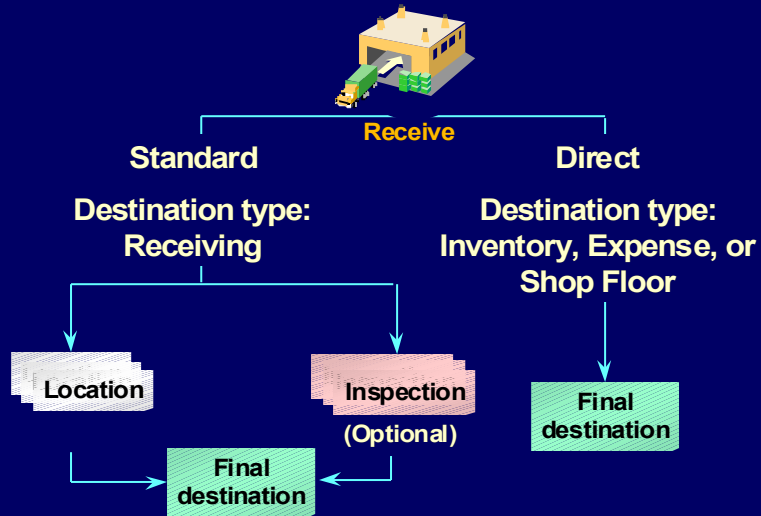 Receive
Standard
Direct
Destination type:
Receiving
Destination type:
Inventory, Expense, or
Shop Floor
Location
Inspection
(Optional)
Final
destination
Final
destination